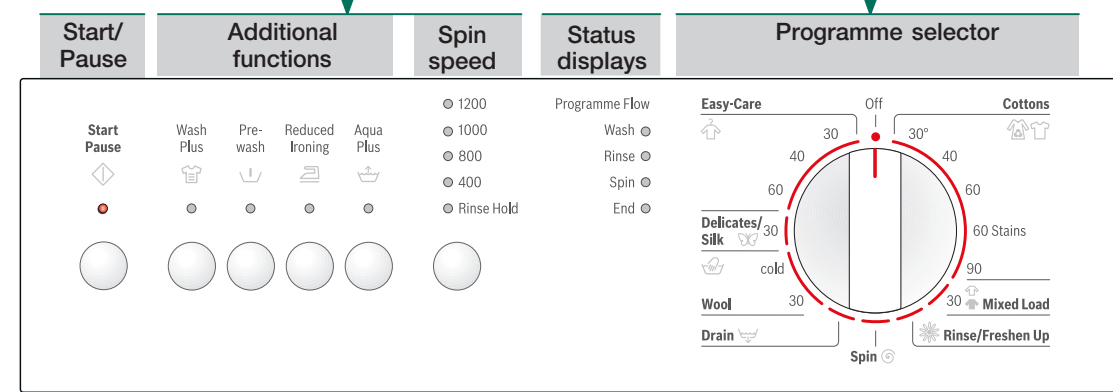 Start/
Pause
Additional
functions
Spin
speed
Status
displays
Programme selector
Start
Pause
Wash
Plus
Pre-
wash
Reduced
Ironing
Aqua
Plus
1200
1000
800
400
Rinse Hold
Programme Flow
Wash
Rinse
Spin
End
Easy-Care
Off
Cottons
30
30°
40
40
60
60
Delicates/
Silk
30
60 Stains
cold
90
Wool
30
30
Mixed Load
Drain
Rinse/Freshen Up
Spin